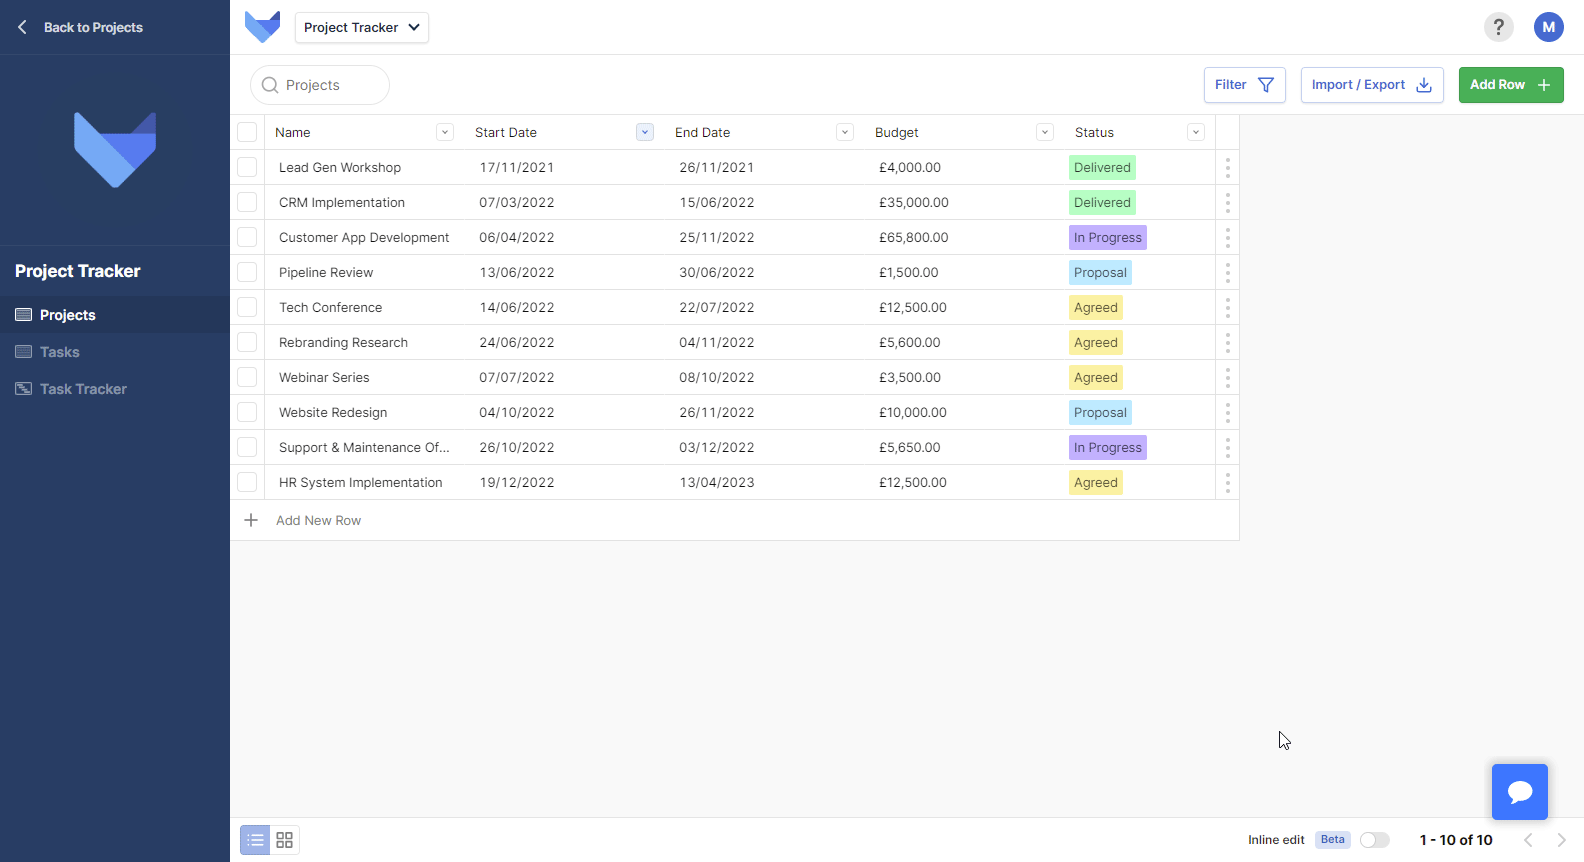 Back to Projects
Project Tracker
?
M
Projects
Filter
Import / Export
Add Row
Project Tracker
Projects
Tasks
Task Tracker
Name Start Date End Date Budget Status
Lead Gen Workshop 17/11/2021 26/11/2021 £4,000.00 Delivered
CRM Implementation 07/03/2022 15/06/2022 £35,000.00 Delivered
Customer App Development 06/04/2022 25/11/2022 £65,800.00 In Progress
Pipeline Review 13/06/2022 30/06/2022 £1,500.00 Proposal
Tech Conference 14/06/2022 22/07/2022 £12,500.00 Agreed
Rebranding Research 24/06/2022 04/11/2022 £5,600.00 Agreed
Webinar Series 07/07/2022 08/10/2022 £3,500.00 Agreed
Website Redesign 04/10/2022 26/11/2022 £10,000.00 Proposal
Support & Maintenance Of... 26/10/2022 03/12/2022 £5,650.00 In Progress
HR System Implementation 19/12/2022 13/04/2023 £12,500.00 Agreed
Add New Row
Inline edit Beta 1 - 10 of 10